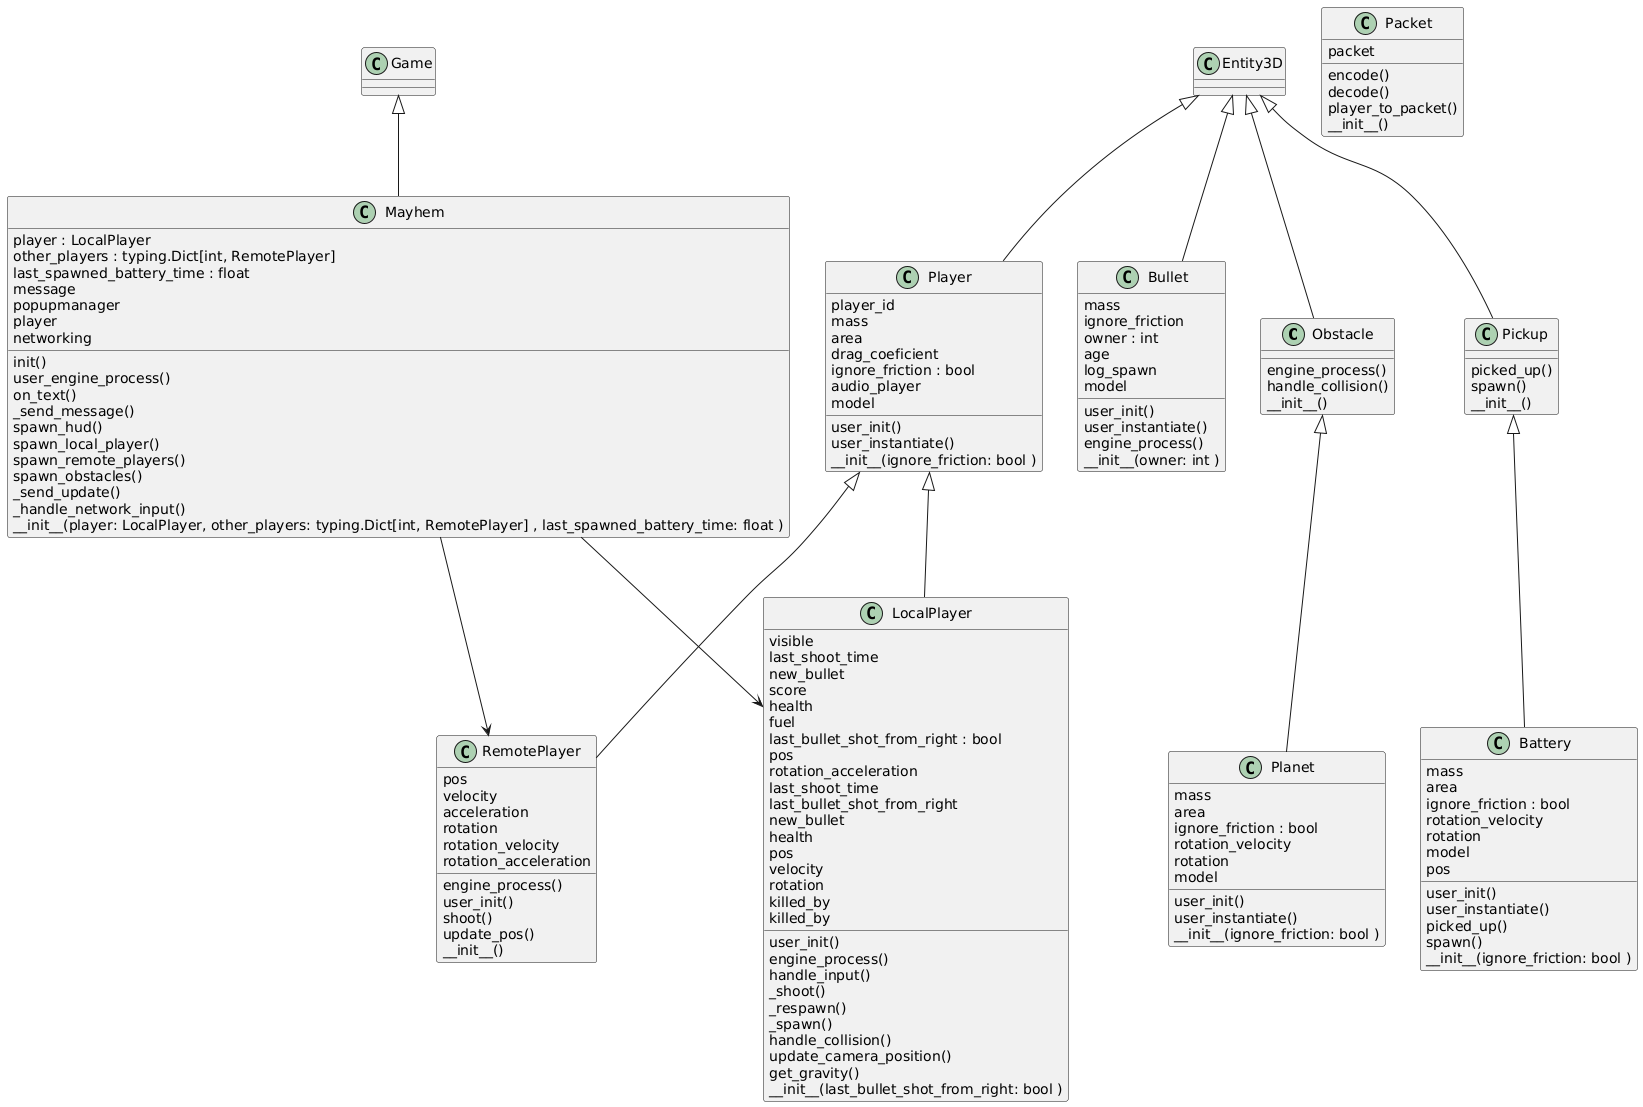 C Game
C Entity3D
C Packet
packet
encode()
decode()
player_to_packet()
__init__()
C Mayhem
player : LocalPlayer
other_players : typing.Dict[int, RemotePlayer]
last_spawned_battery_time : float
message
popupmanager
player
networking
init()
user_engine_process()
on_text()
_send_message()
spawn_hud()
spawn_local_player()
spawn_remote_players()
spawn_obstacles()
_send_update()
_handle_network_input()
__init__(player: LocalPlayer, other_players: typing.Dict[int, RemotePlayer] , last_spawned_battery_time: float )
C Player
player_id
mass
area
drag_coeficient
ignore_friction : bool
audio_player
model
user_init()
user_instantiate()
__init__(ignore_friction: bool )
C Bullet
mass
ignore_friction
owner : int
age
log_spawn
model
user_init()
user_instantiate()
engine_process()
__init__(owner: int )
C Obstacle
engine_process()
handle_collision()
__init__()
C Pickup
picked_up()
spawn()
__init__()
C RemotePlayer
pos
velocity
acceleration
rotation
rotation_velocity
rotation_acceleration
engine_process()
user_init()
shoot()
update_pos()
__init__()
C LocalPlayer
visible
last_shoot_time
new_bullet
score
health
fuel
last_bullet_shot_from_right : bool
pos
rotation_acceleration
last_shoot_time
last_bullet_shot_from_right
new_bullet
health
pos
velocity
rotation
killed_by
killed_by
user_init()
engine_process()
handle_input()
_shoot()
_respawn()
_spawn()
handle_collision()
update_camera_position()
get_gravity()
__init__(last_bullet_shot_from_right: bool )
C Planet
mass
area
ignore_friction : bool
rotation_velocity
rotation
model
user_init()
user_instantiate()
__init__(ignore_friction: bool )
C Battery
mass
area
ignore_friction : bool
rotation_velocity
rotation
model
pos
user_init()
user_instantiate()
picked_up()
spawn()
__init__(ignore_friction: bool )